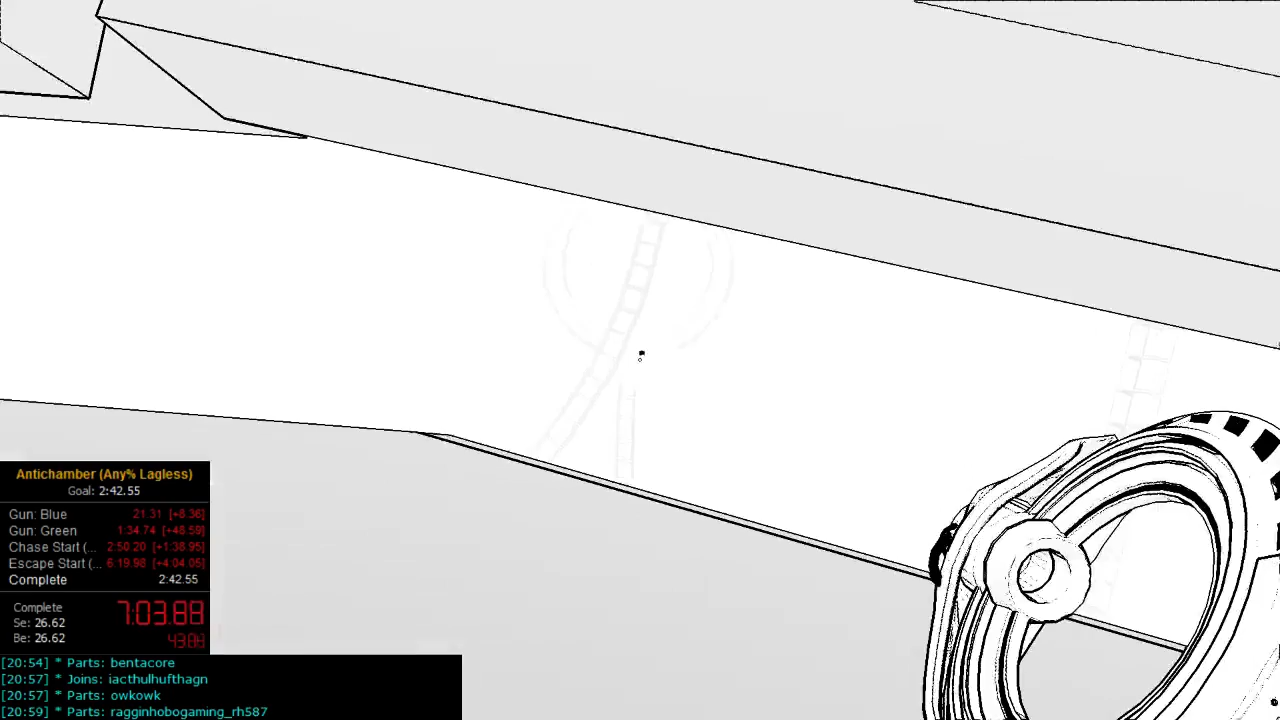 Antichamber (Any% Lagless)
Goal: 2:42.55
Gun: Blue 21.31 [+8.36]
Gun: Green 1:34.74 [+48.59]
Chase Start (... 2:50.20 [+1:38.95]
Escape Start (... 6:19.98 [+4:04.05]
Complete 2:42.55
Complete 7:03.88
Se: 26.62
Be: 26.62
[20:54] * Parts: bentacore
[20:57] * Joins: iacthulhufthagn
[20:57] * Parts: owkowk
[20:59] * Parts: ragginhobogaming_rh587